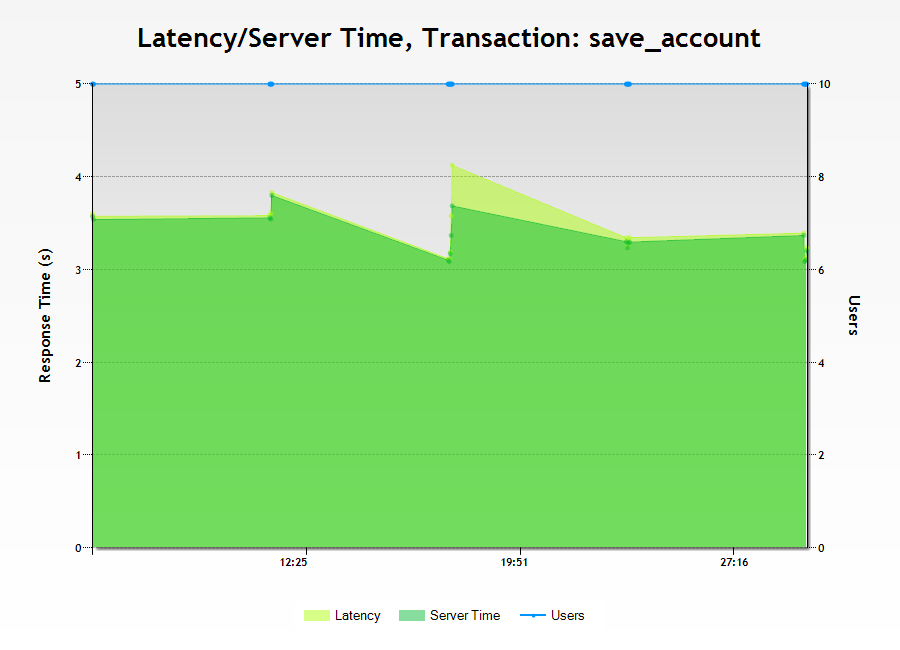 Latency/Server Time, Transaction: save_account
5
4
3
2
1
0
Response Time (s)
10
8
6
4
2
0
Users
12:25 19:51 27:16
Latency Server Time Users